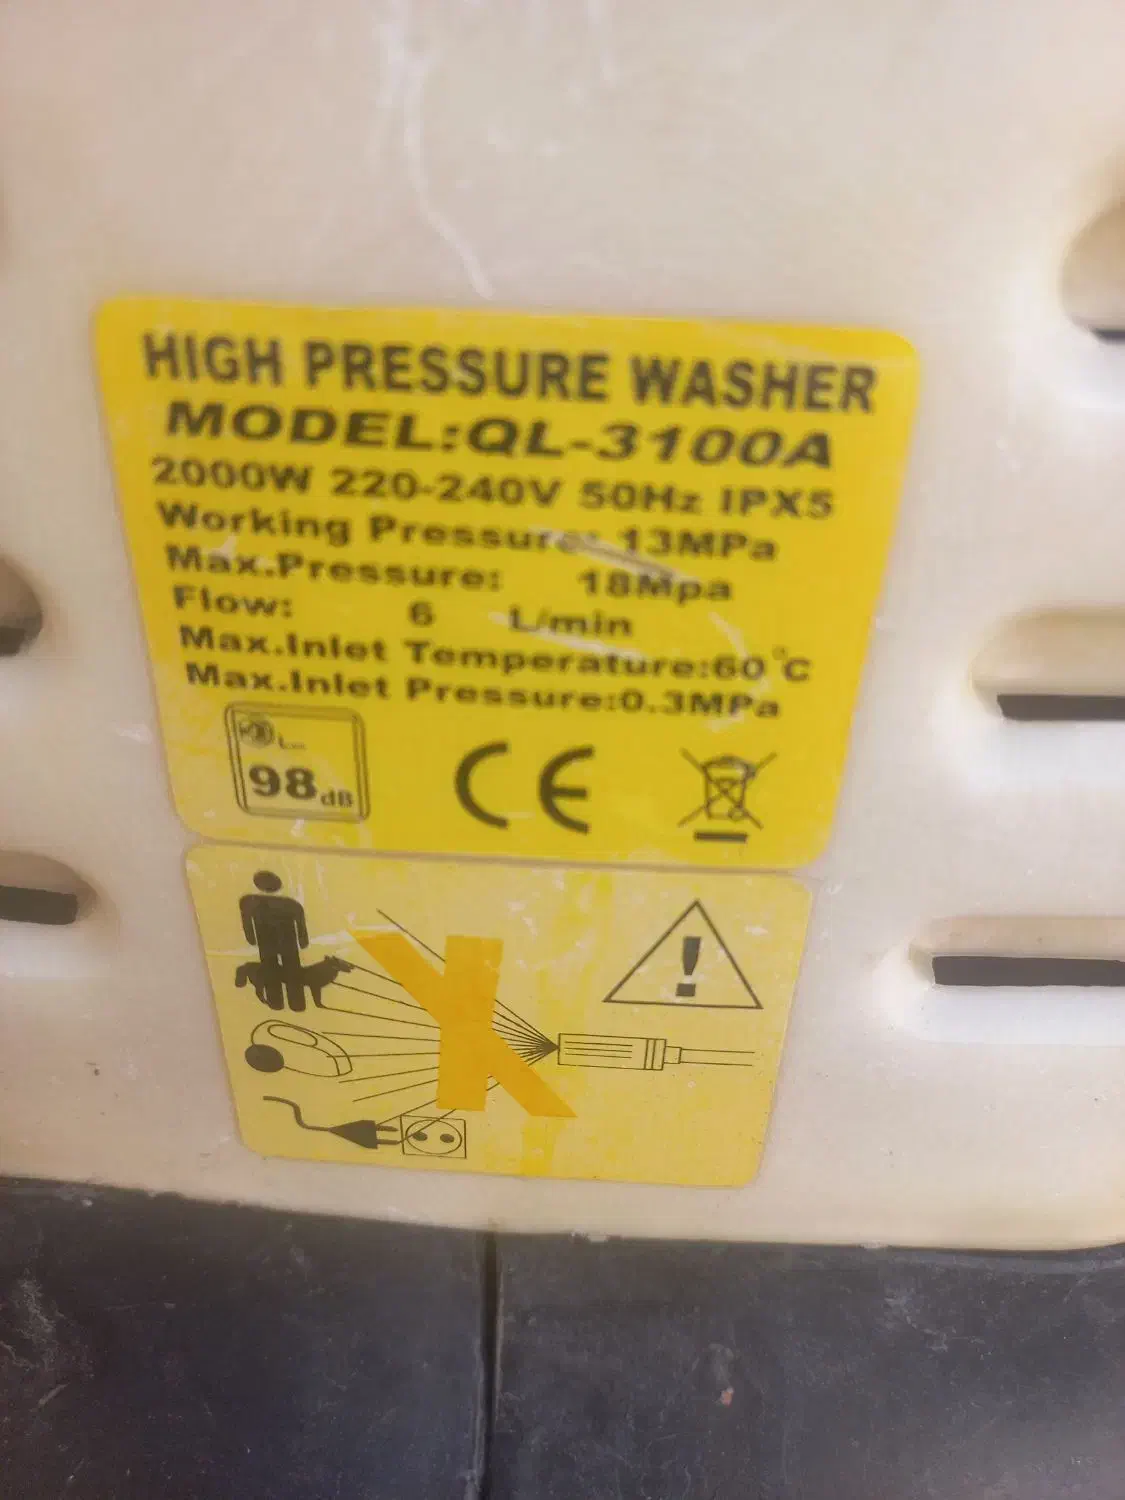 HIGH PRESSURE WASHER
MODEL:QL-3100A
2000W 220-240V 50Hz IPX5
Working Pressure: 13MPa
Max.Pressure: 18Mpa
Flow: 6 L/min
Max.Inlet Temperature:60°C
Max.Inlet Pressure:0.3MPa
98dB
CE